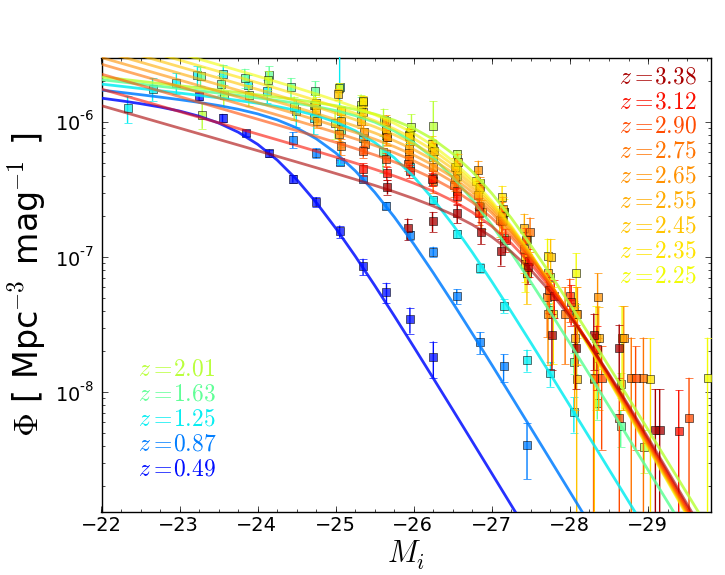 z=3.38
z=3.12
z=2.90
z=2.75
z=2.65
z=2.55
z=2.45
z=2.35
z=2.25
z=2.01
z=1.63
z=1.25
z=0.87
z=0.49
Φ [ Mpc⁻³ mag⁻¹ ]
10⁻⁶
10⁻⁷
10⁻⁸
−22 −23 −24 −25 −26 −27 −28 −29
Mᵢ